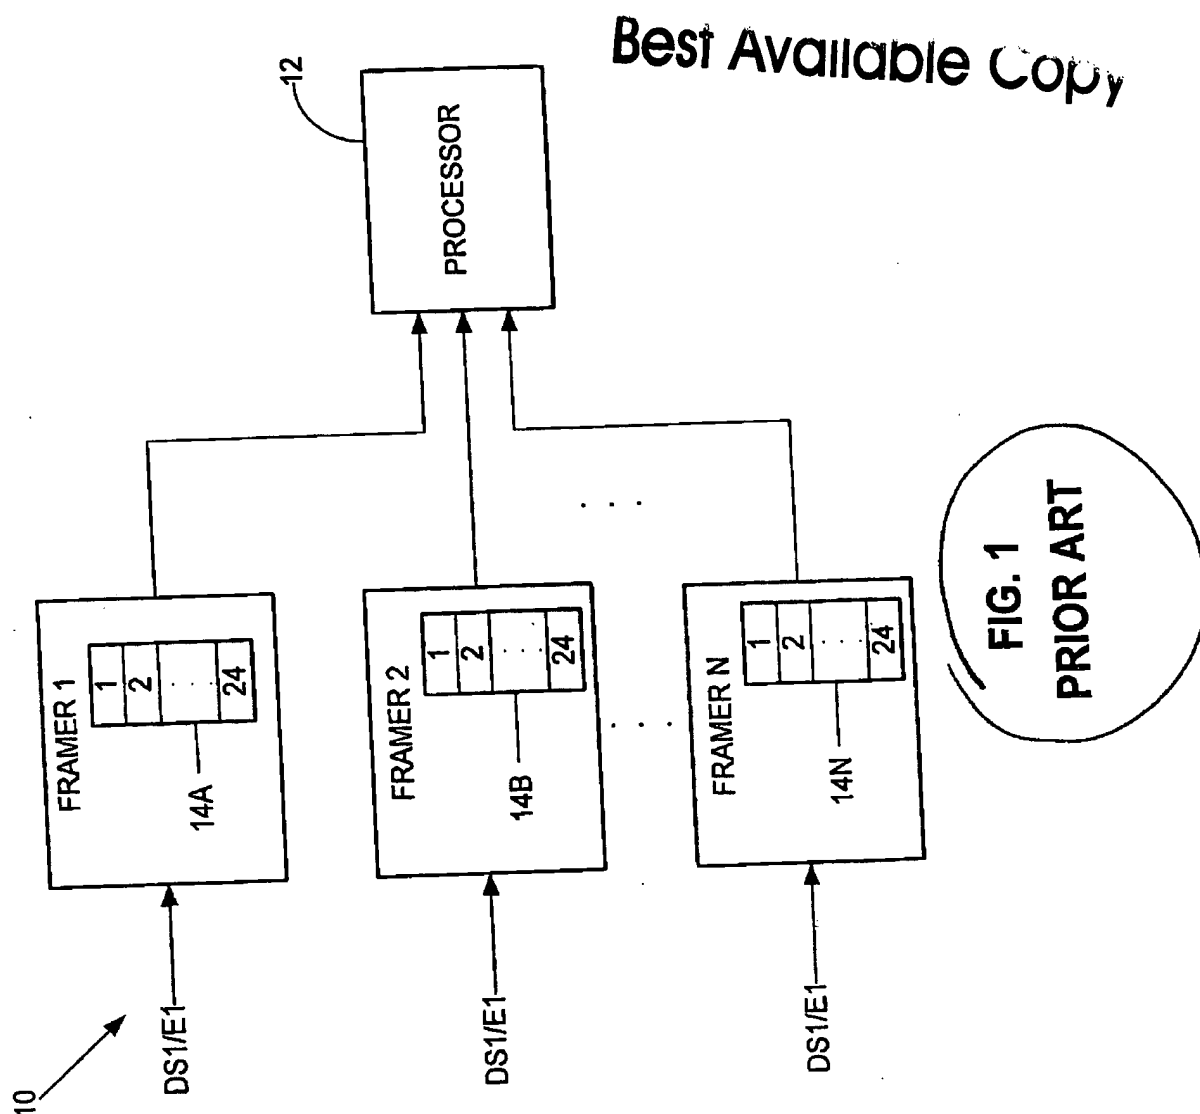 Best Available Copy
10
12
PROCESSOR
FRAMER 1
1
2
. . . .
24
14A
DS1/E1
FRAMER 2
1
2
. . . .
24
14B
DS1/E1
. . .
. . .
FRAMER N
1
2
. . . .
24
14N
DS1/E1
FIG. 1
PRIOR ART